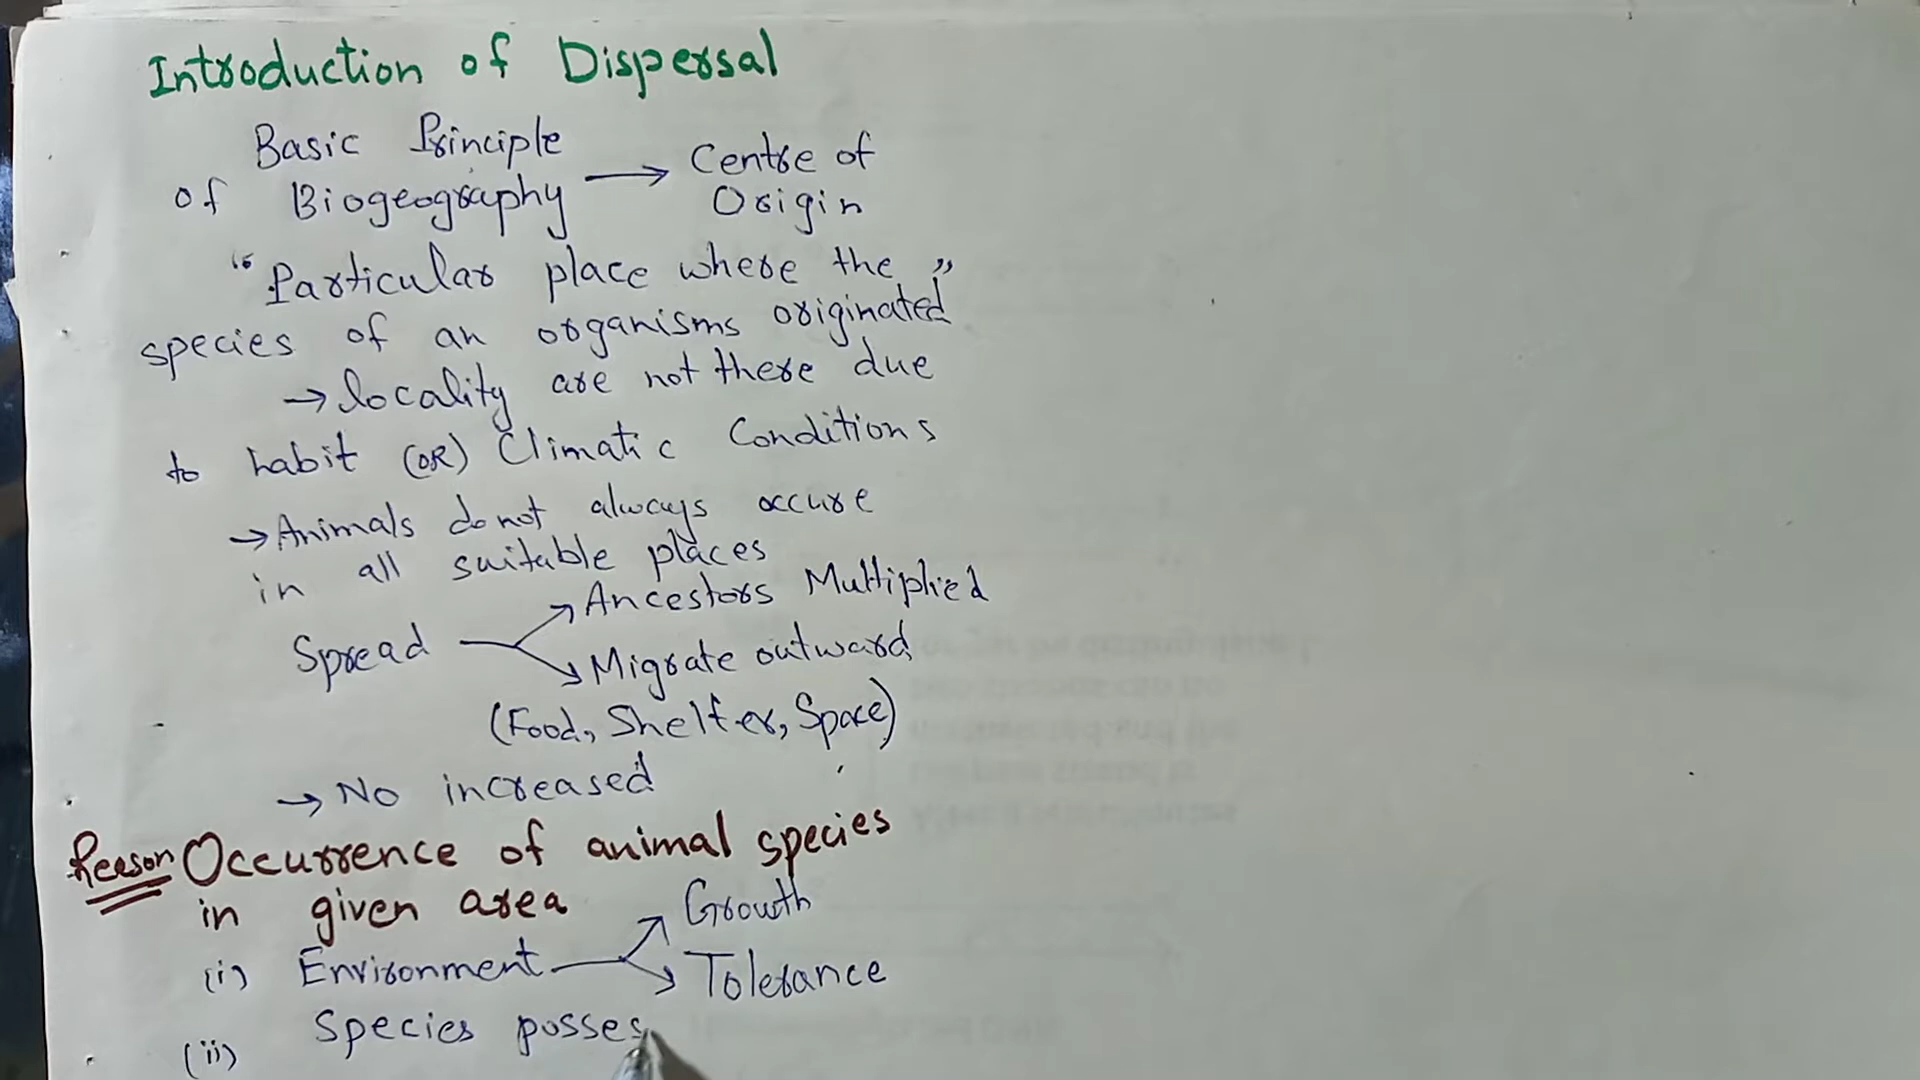 Introduction of Dispersal
Basic Principle
of Biogeography → Centre of
Origin
"Particular place where the "
species of an organisms originated
→ locality are not there due
to habit (OR) Climatic Conditions
→ Animals do not always occure
in all suitable places
Spread → Ancestors Multiplied
→ Migrate outward
(Food, Shelter, Space)
→ No increased
Reeson Occurrence of animal species
in given area
(i) Environment → Growth
→ Tolerance
(ii) Species posses